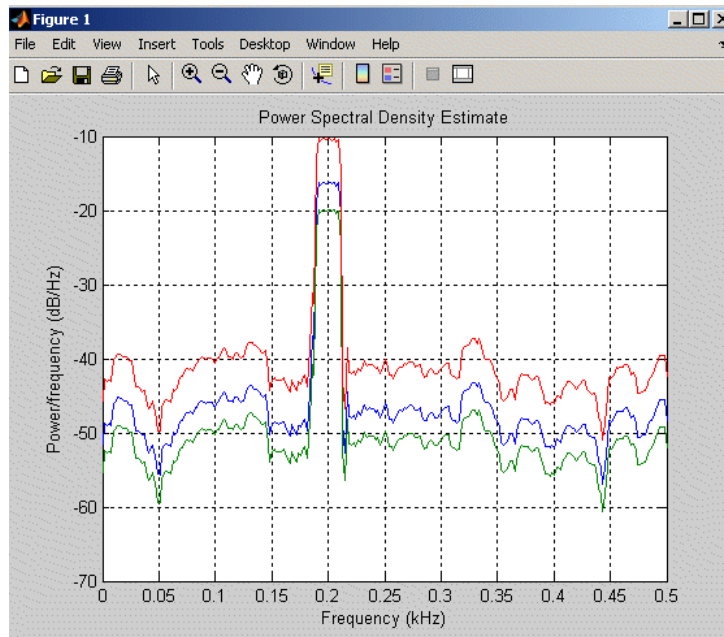 Figure 1
File Edit View Insert Tools Desktop Window Help
Power Spectral Density Estimate
-10
-20
-30
-40
-50
-60
-70
Power/frequency (dB/Hz)
0 0.05 0.1 0.15 0.2 0.25 0.3 0.35 0.4 0.45 0.5
Frequency (kHz)